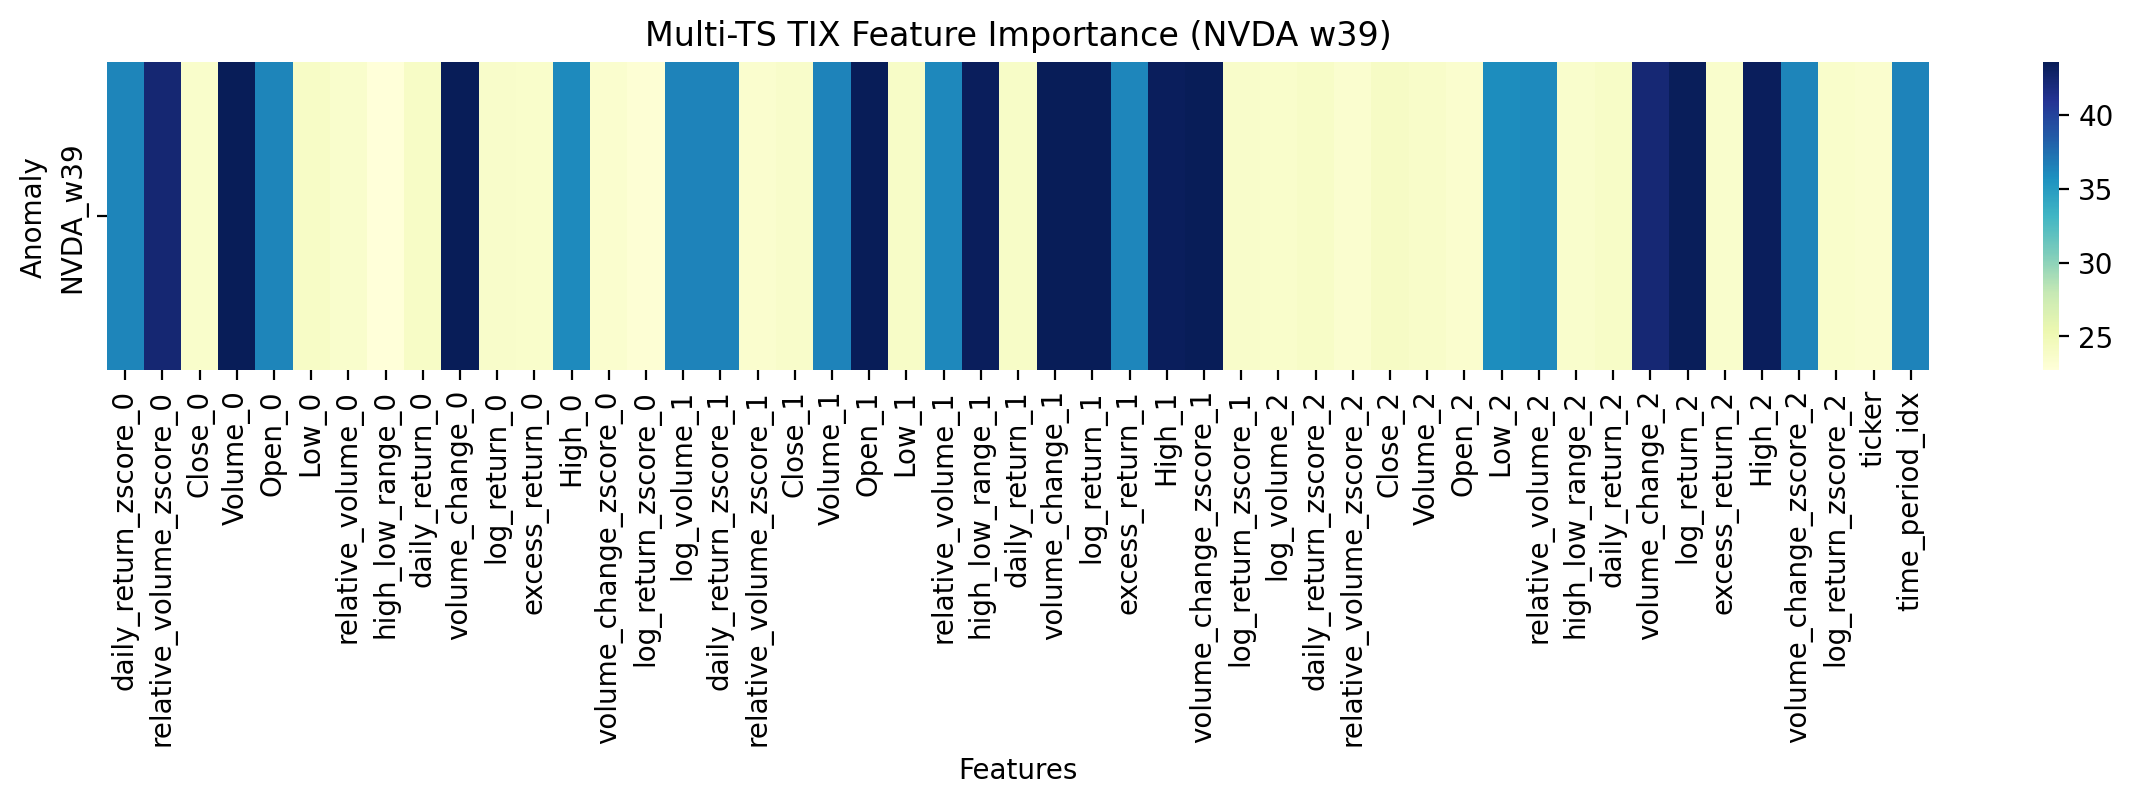 Multi-TS TIX Feature Importance (NVDA w39)
Anomaly
NVDA_w39
40
35
30
25
daily_return_zscore_0
relative_volume_zscore_0
Close_0
Volume_0
Open_0
Low_0
relative_volume_0
high_low_range_0
daily_return_0
volume_change_0
log_return_0
excess_return_0
High_0
volume_change_zscore_0
log_return_zscore_0
log_volume_1
daily_return_zscore_1
relative_volume_zscore_1
Close_1
Volume_1
Open_1
Low_1
relative_volume_1
high_low_range_1
daily_return_1
volume_change_1
log_return_1
excess_return_1
High_1
volume_change_zscore_1
log_return_zscore_1
log_volume_2
daily_return_zscore_2
relative_volume_zscore_2
Close_2
Volume_2
Open_2
Low_2
relative_volume_2
high_low_range_2
daily_return_2
volume_change_2
log_return_2
excess_return_2
High_2
volume_change_zscore_2
log_return_zscore_2
ticker
time_period_idx
Features